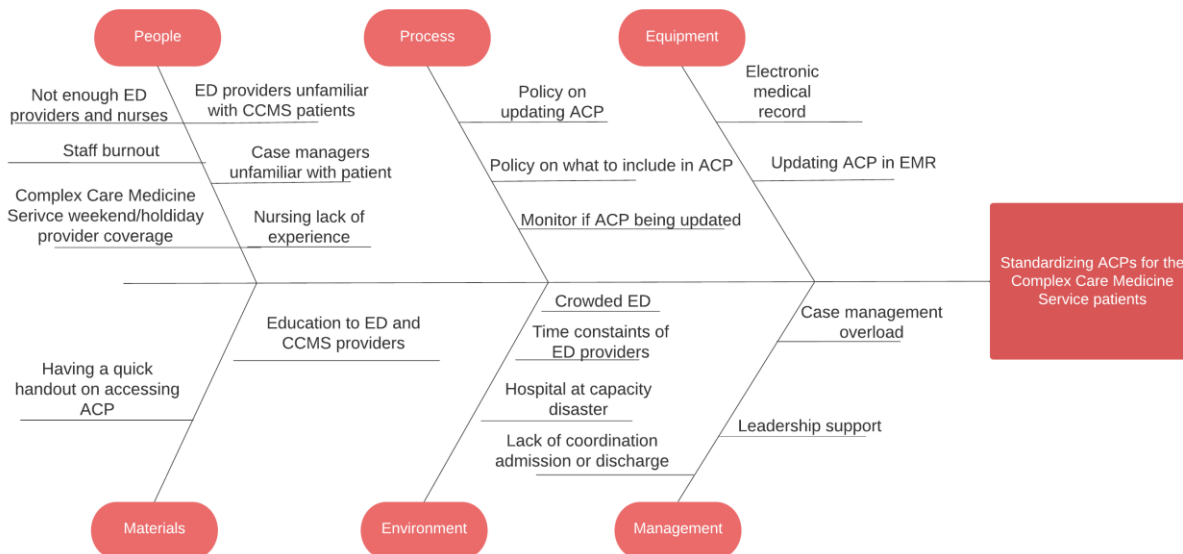 People
Process
Equipment
Not enough ED
providers and nurses
ED providers unfamiliar
with CCMS patients
Staff burnout
Case managers
unfamiliar with patient
Complex Care Medicine
Serivce weekend/holdiday
provider coverage
Nursing lack of
experience
Policy on
updating ACP
Policy on what to include in ACP
Monitor if ACP being updated
Electronic
medical
record
Updating ACP in EMR
Standardizing ACPs for the
Complex Care Medicine
Service patients
Education to ED and
CCMS providers
Having a quick
handout on accessing
ACP
Crowded ED
Time constaints of
ED providers
Hospital at capacity
disaster
Lack of coordination
admission or discharge
Case management
overload
Leadership support
Materials
Environment
Management